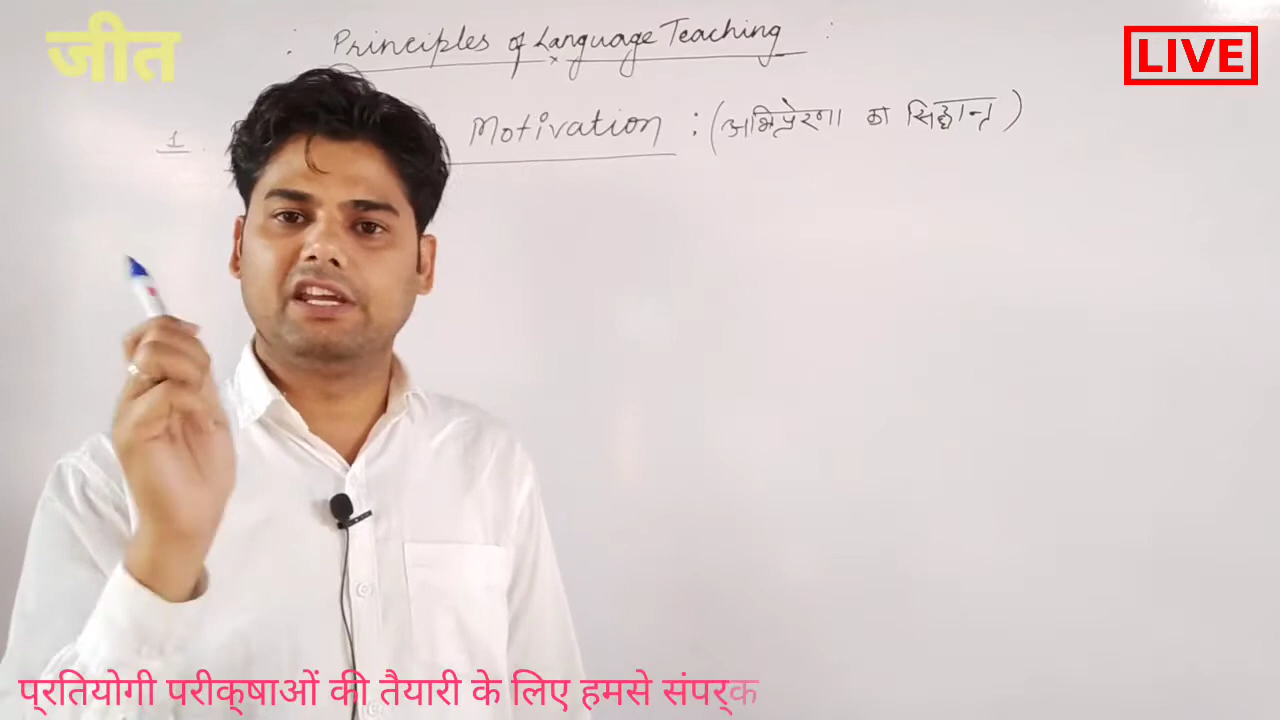 जीत
LIVE
: Principles of Language Teaching :
1. Motivation : (अभिप्रेरणा का सिद्धान्त)
प्रतियोगी परीक्षाओं की तैयारी के लिए हमसे संपर्क